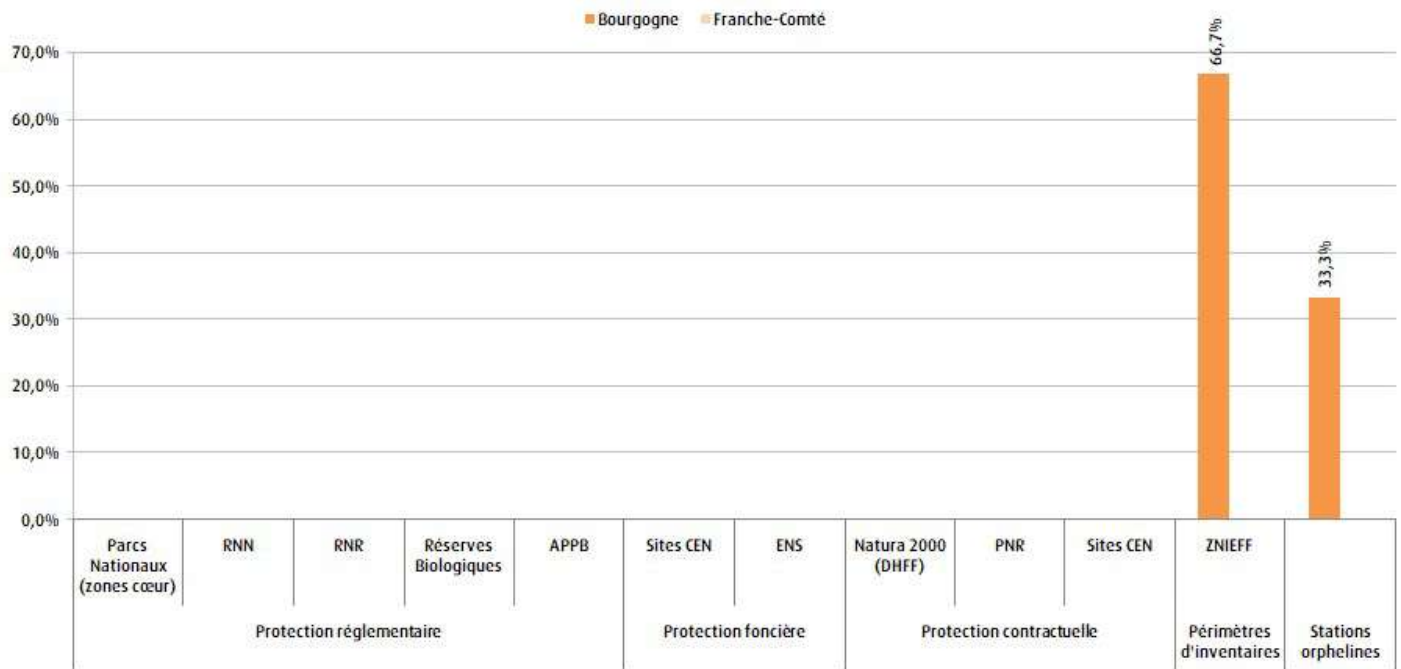 Bourgogne Franche-Comté
70,0%
66,7%
60,0%
50,0%
40,0%
33,3%
30,0%
20,0%
10,0%
0,0%
Parcs
Nationaux
(zones cœur)
RNN
RNR
Réserves
Biologiques
APPB
Sites CEN
ENS
Natura 2000
(DHFF)
PNR
Sites CEN
ZNIEFF
Protection réglementaire
Protection foncière
Protection contractuelle
Périmètres
d'inventaires
Stations
orphelines